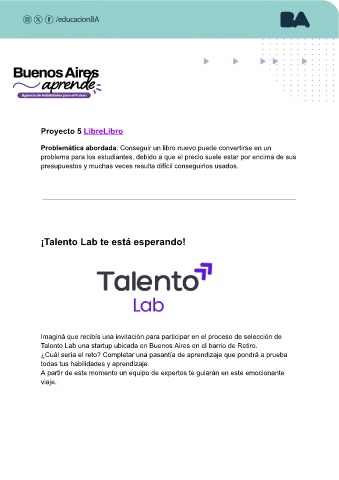 /educacionBA
BA
Buenos Aires
aprende
Agencia de Habilidades para el Futuro
Proyecto 5 LibreLibro
Problemática abordada: Conseguir un libro nuevo puede convertirse en un
problema para los estudiantes, debido a que el precio suele estar por encima de sus
presupuestos y muchas veces resulta difícil conseguirlos usados.
¡Talento Lab te está esperando!
Talento
Lab
Imaginá que recibís una invitación para participar en el proceso de selección de
Talento Lab una startup ubicada en Buenos Aires en el barrio de Retiro.
¿Cuál sería el reto? Completar una pasantía de aprendizaje que pondrá a prueba
todas tus habilidades y aprendizaje.
A partir de este momento un equipo de expertos te guiarán en este emocionante
viaje.